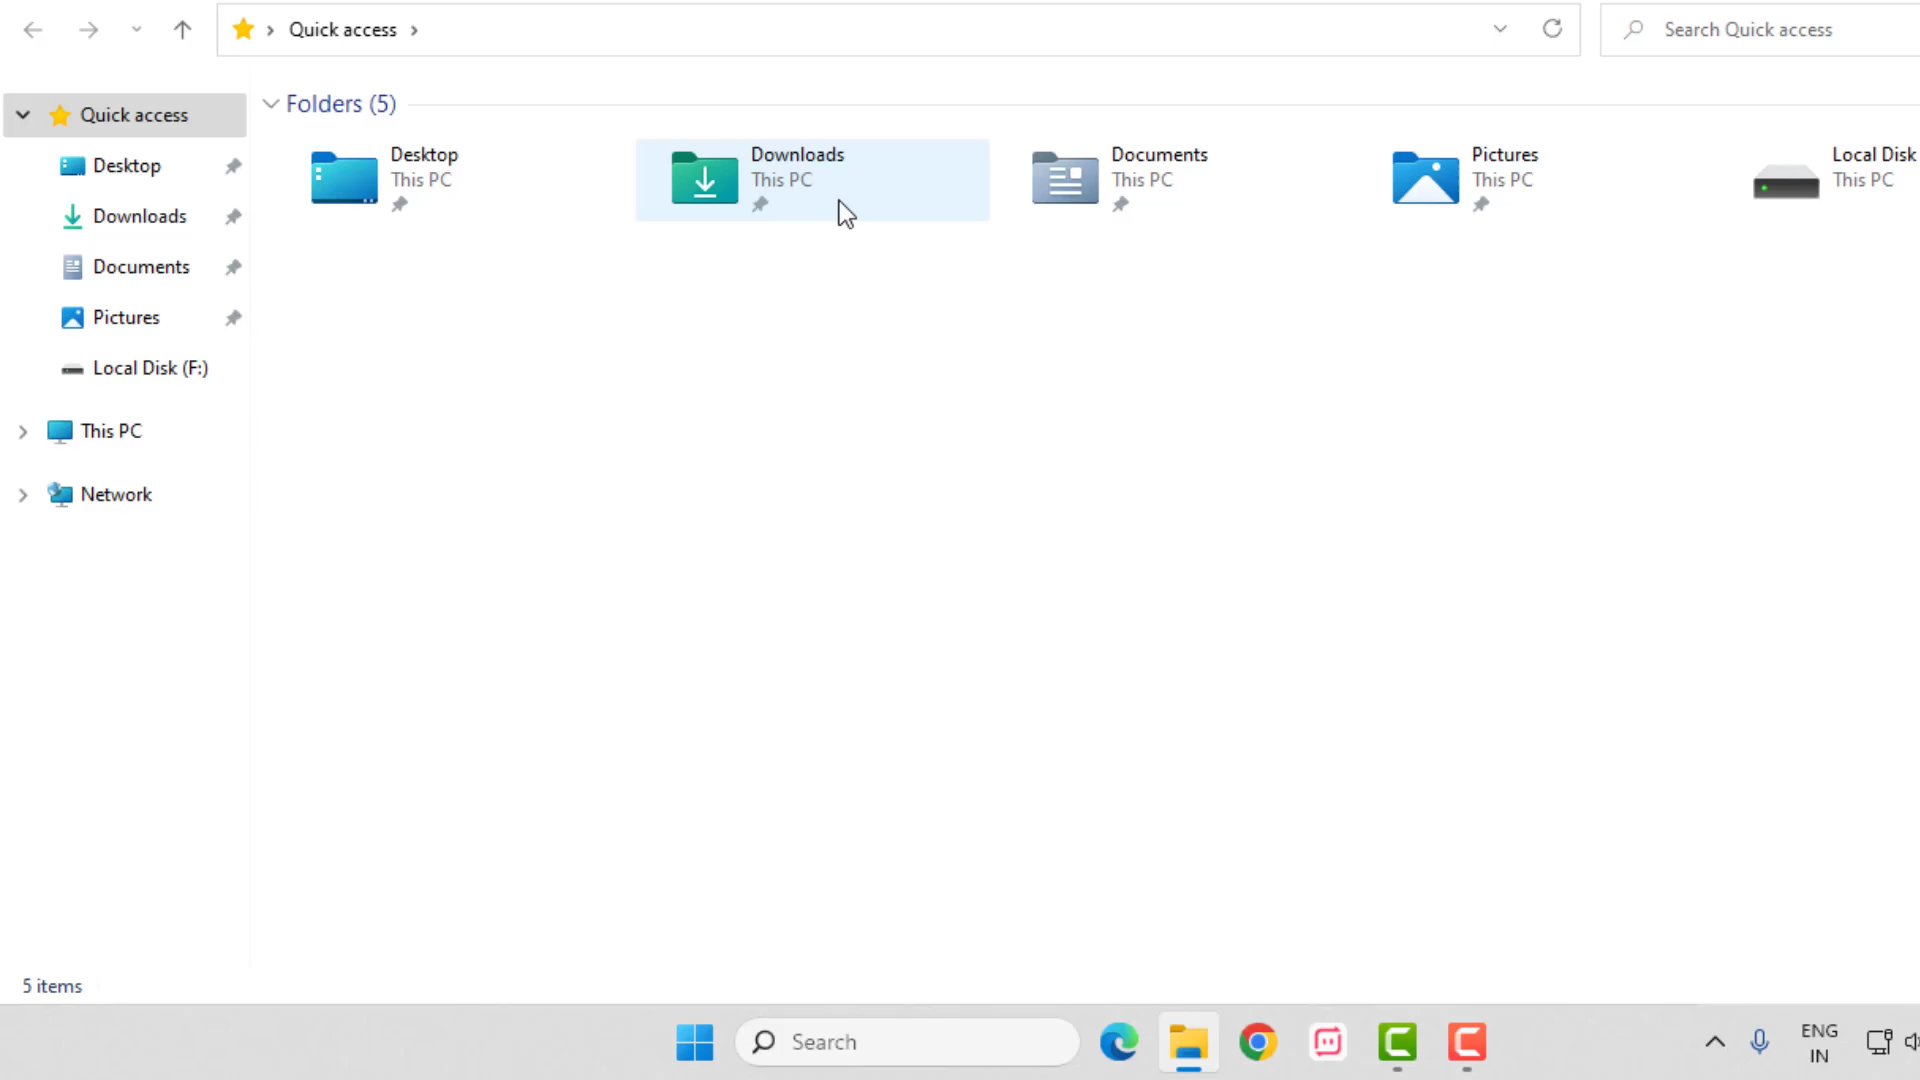 Quick access
Search Quick access
Quick access
Desktop
Downloads
Documents
Pictures
Local Disk (F:)
This PC
Network
Folders (5)
Desktop
This PC
Downloads
This PC
Documents
This PC
Pictures
This PC
Local Disk
This PC
5 items
Search
ENG
IN